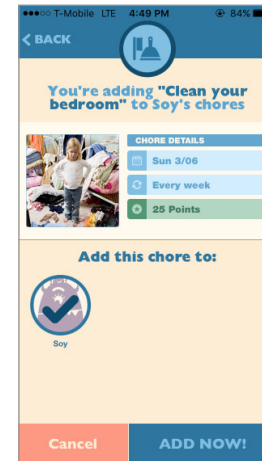 T-Mobile LTE 4:49 PM 84%
BACK
You're adding "Clean your
bedroom" to Soy's chores
CHORE DETAILS
Sun 3/06
Every week
25 Points
Add this chore to:
Soy
Cancel ADD NOW!